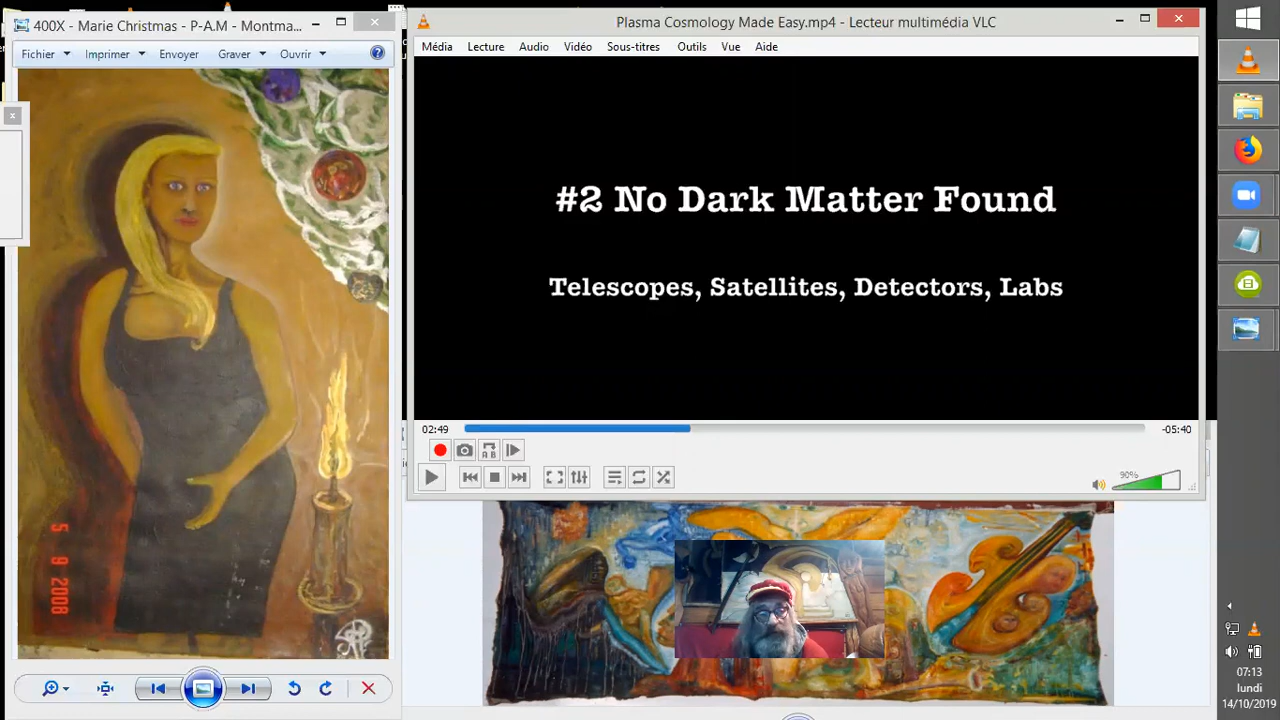 400X - Marie Christmas - P-A.M - Montma...
Fichier Imprimer Envoyer Graver Ouvrir
5 9 2008
Plasma Cosmology Made Easy.mp4 - Lecteur multimédia VLC
Média Lecture Audio Vidéo Sous-titres Outils Vue Aide
#2 No Dark Matter Found
Telescopes, Satellites, Detectors, Labs
02:49 -05:40
90%
07:13
lundi
14/10/2019